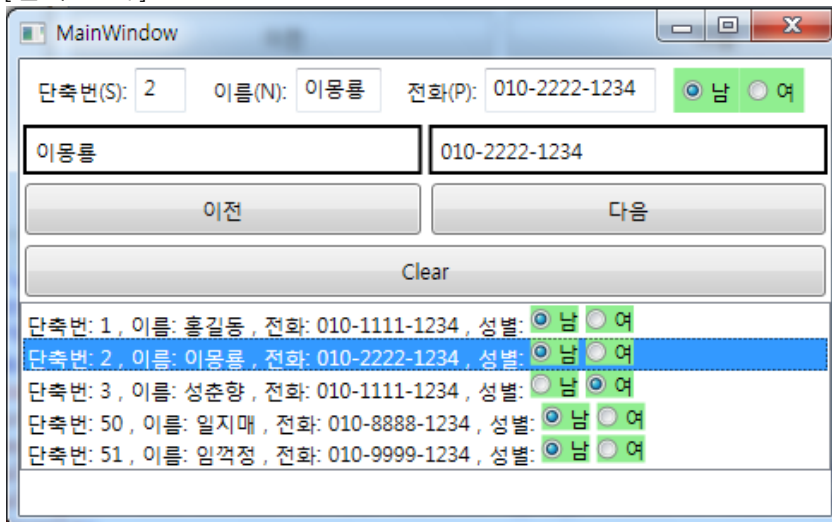 MainWindow
단축번(S): 2 이름(N): 이몽룡 전화(P): 010-2222-1234 남 여
이몽룡 010-2222-1234
이전 다음
Clear
단축번: 1 , 이름: 홍길동 , 전화: 010-1111-1234 , 성별: 남 여
단축번: 2 , 이름: 이몽룡 , 전화: 010-2222-1234 , 성별: 남 여
단축번: 3 , 이름: 성춘향 , 전화: 010-1111-1234 , 성별: 남 여
단축번: 50 , 이름: 일지매 , 전화: 010-8888-1234 , 성별: 남 여
단축번: 51 , 이름: 임꺽정 , 전화: 010-9999-1234 , 성별: 남 여